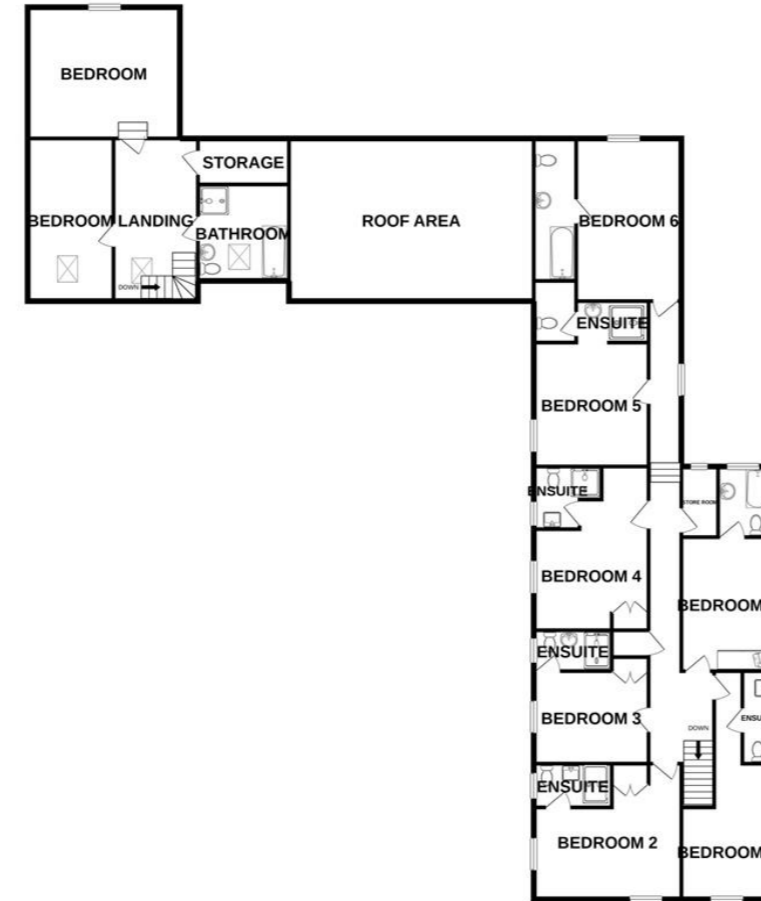 BEDROOM
STORAGE
BEDROOM
LANDING
BATHROOM
ROOF AREA
BEDROOM 6
DOWN
ENSUITE
BEDROOM 5
ENSUITE
STORE ROOM
BEDROOM 4
BEDROOM
ENSUITE
BEDROOM 3
ENSU
DOWN
ENSUITE
BEDROOM 2
BEDROOM